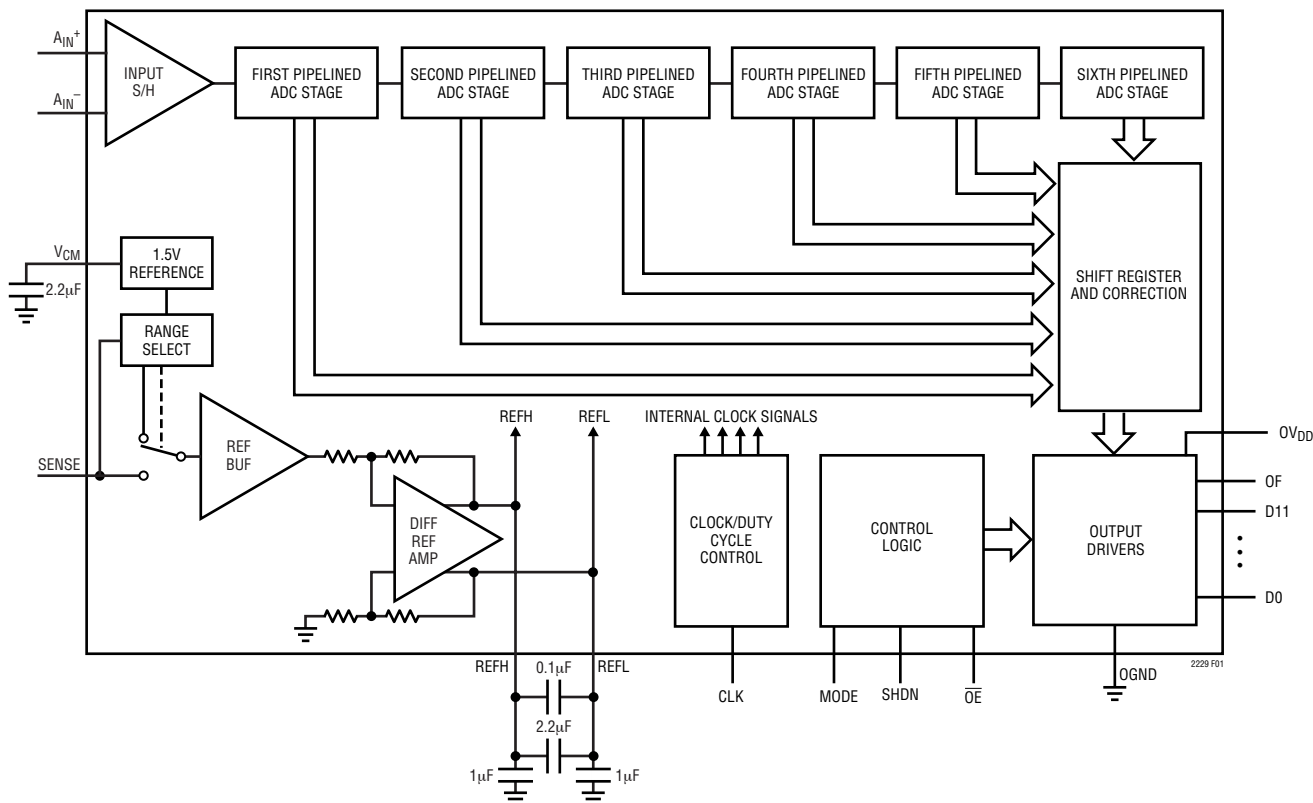 AIN+
AIN–
INPUT
S/H
FIRST PIPELINED
ADC STAGE
SECOND PIPELINED
ADC STAGE
THIRD PIPELINED
ADC STAGE
FOURTH PIPELINED
ADC STAGE
FIFTH PIPELINED
ADC STAGE
SIXTH PIPELINED
ADC STAGE
VCM
2.2µF
1.5V
REFERENCE
RANGE
SELECT
SHIFT REGISTER
AND CORRECTION
SENSE
REF
BUF
REFH
REFL
INTERNAL CLOCK SIGNALS
DIFF
REF
AMP
CLOCK/DUTY
CYCLE
CONTROL
CONTROL
LOGIC
OUTPUT
DRIVERS
OVDD
OF
D11
D0
REFH
0.1µF
REFL
2.2µF
1µF
1µF
CLK
MODE
SHDN
O̅E̅
OGND
2229 F01